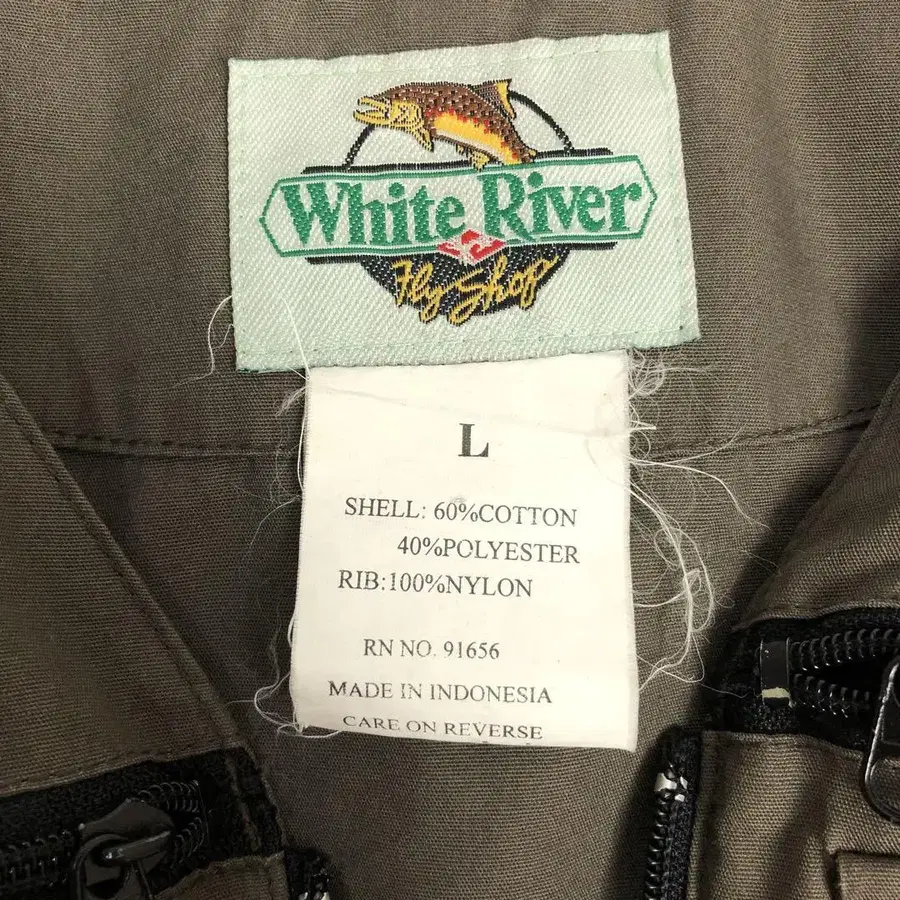 White River
Fly Shop
L
SHELL: 60%COTTON
40%POLYESTER
RIB:100%NYLON
RN NO. 91656
MADE IN INDONESIA
CARE ON REVERSE